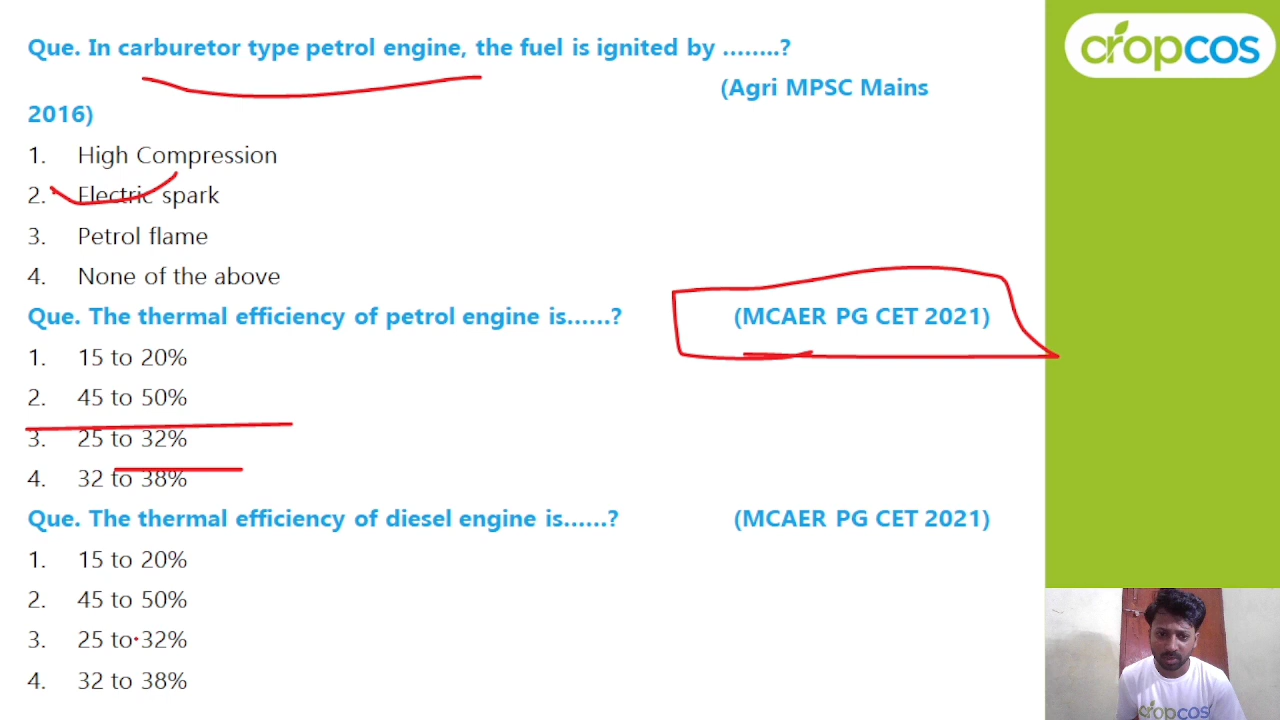 Que. In carburetor type petrol engine, the fuel is ignited by ........?
(Agri MPSC Mains
2016)
1. High Compression
2. Electric spark
3. Petrol flame
4. None of the above
Que. The thermal efficiency of petrol engine is......? (MCAER PG CET 2021)
1. 15 to 20%
2. 45 to 50%
3. 25 to 32%
4. 32 to 38%
Que. The thermal efficiency of diesel engine is......? (MCAER PG CET 2021)
1. 15 to 20%
2. 45 to 50%
3. 25 to 32%
4. 32 to 38%
cropcos
cropcos